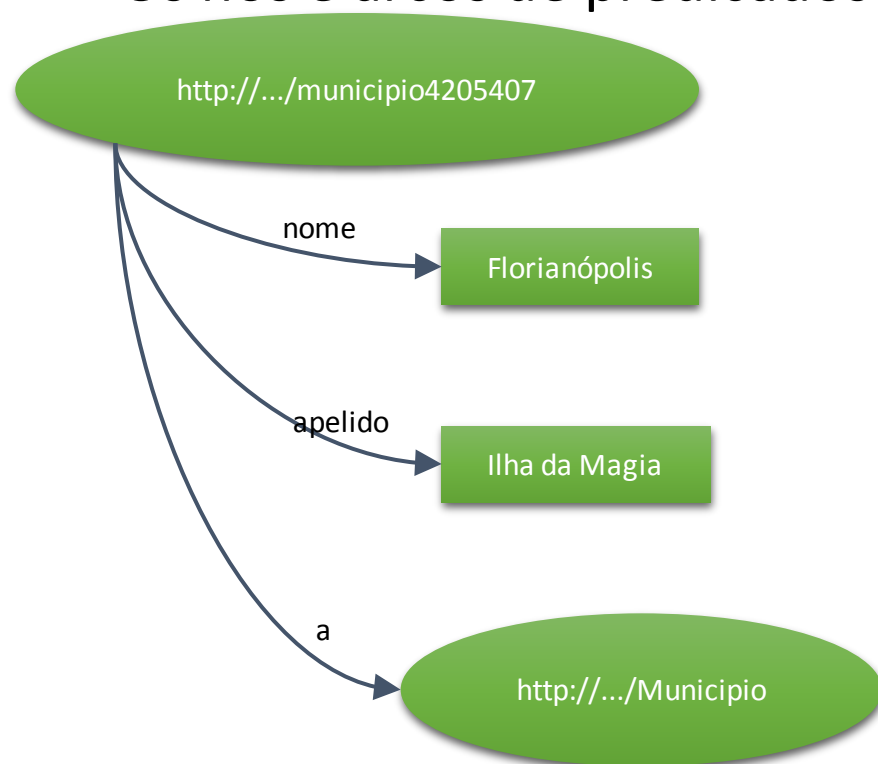 http://.../municipio4205407
nome
Florianópolis
apelido
Ilha da Magia
a
http://.../Municipio